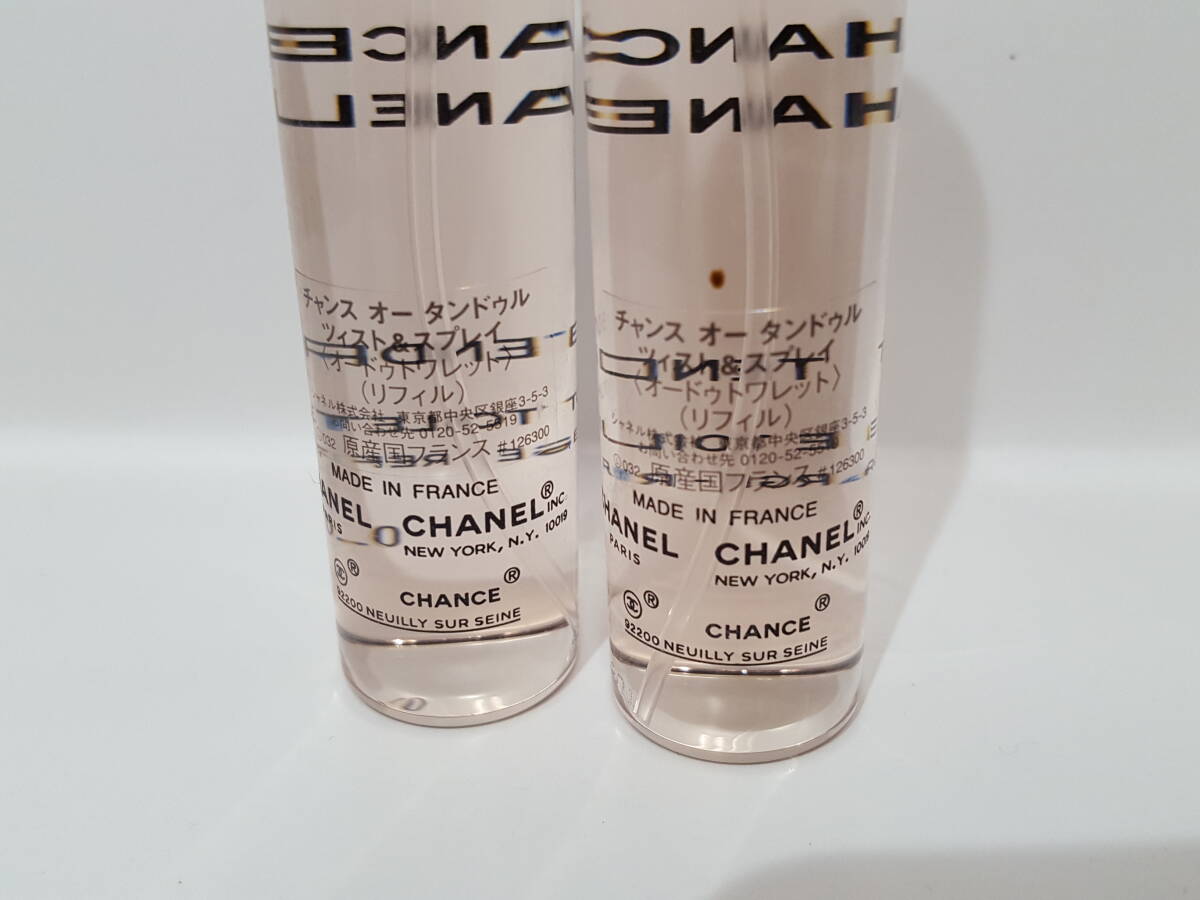 CHANCE
CHANEL
チャンス オー タンドゥル
ツイスト&スプレイ
(オードゥトワレット)
(リフィル)
シャネル株式会社 東京都中央区銀座3-5-3
お問い合わせ先 0120-52-5519
032 原産国フランス #126300
MADE IN FRANCE
CHANEL CHANEL® INC.
PARIS NEW YORK, N.Y. 10019
® CHANCE®
92200 NEUILLY SUR SEINE
CHANCE
CHANEL
チャンス オー タンドゥル
ツイスト&スプレイ
(オードゥトワレット)
(リフィル)
シャネル株式会社 東京都中央区銀座3-5-3
お問い合わせ先 0120-52-5519
032 原産国フランス #126300
MADE IN FRANCE
CHANEL CHANEL® INC.
PARIS NEW YORK, N.Y. 10019
® CHANCE®
92200 NEUILLY SUR SEINE